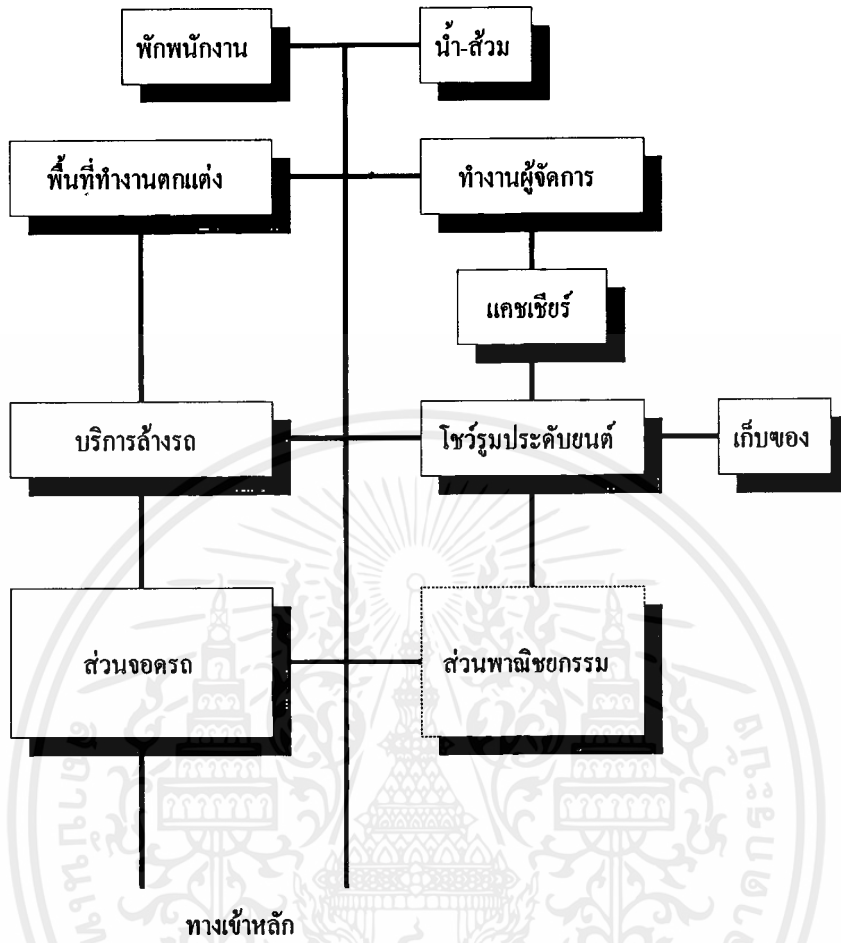 พักพนักงาน
น้ำ-ส้วม
พื้นที่ทำงานตกแต่ง
ทำงานผู้จัดการ
แคชเชียร์
บริการล้างรถ
โชว์รูมประดับยนต์
เก็บของ
ส่วนจอดรถ
ส่วนพาณิชยกรรม
ทางเข้าหลัก